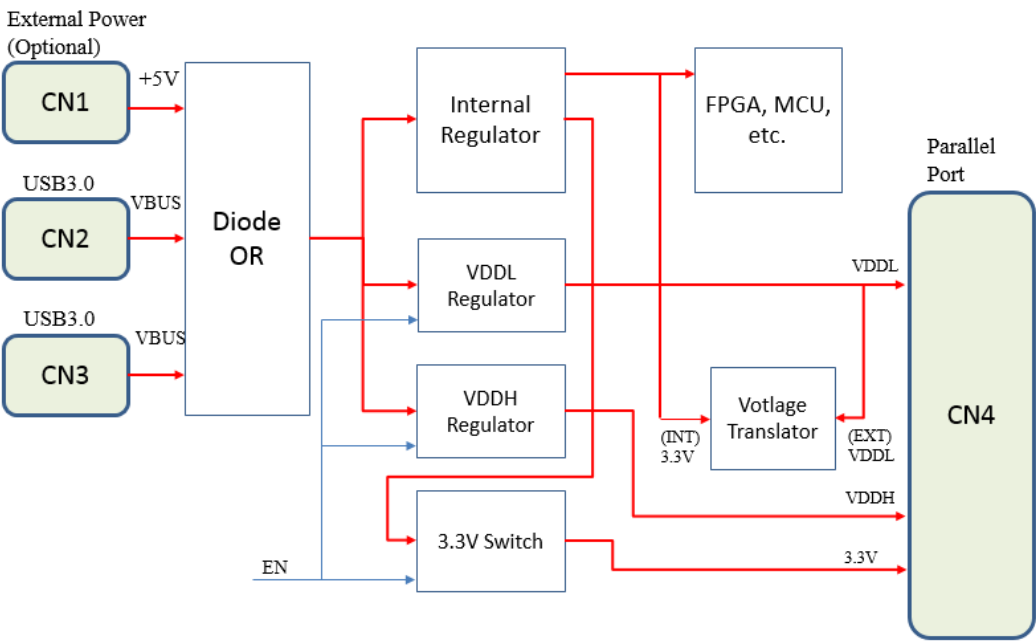 External Power
(Optional)
CN1
+5V
USB3.0
CN2
VBUS
USB3.0
CN3
VBUS
Diode
OR
Internal
Regulator
FPGA, MCU,
etc.
VDDL
Regulator
VDDH
Regulator
3.3V Switch
EN
Votlage
Translator
(INT)
3.3V
(EXT)
VDDL
VDDL
VDDH
3.3V
Parallel
Port
CN4